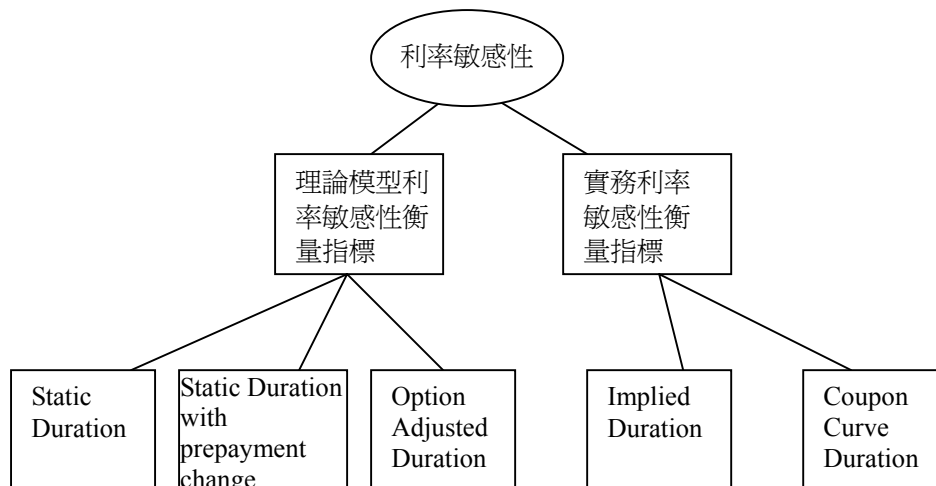 利率敏感性
理論模型利
率敏感性衡
量指標
實務利率
敏感性衡
量指標
Static
Duration
Static Duration
with
prepayment
change
Option
Adjusted
Duration
Implied
Duration
Coupon
Curve
Duration